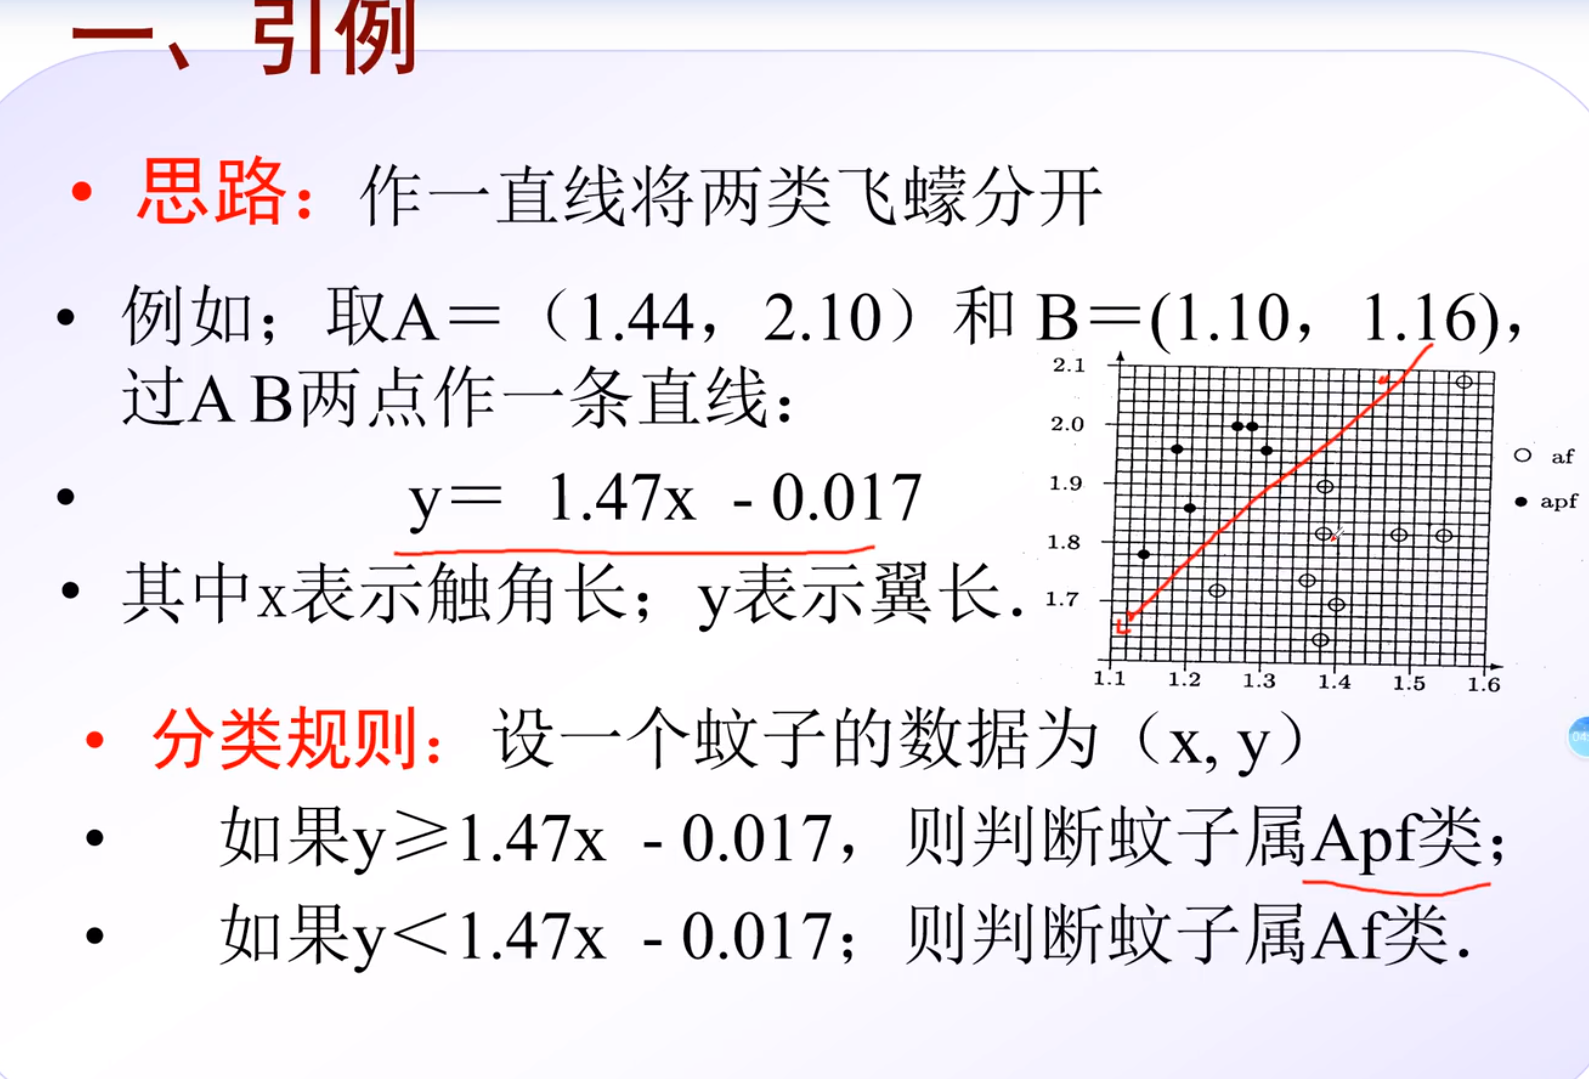 一、引例
• 思路：作一直线将两类飞蠓分开
• 例如；取A＝（1.44，2.10）和 B＝(1.10，1.16)，
过A B两点作一条直线：
• y＝ 1.47x - 0.017
• 其中x表示触角长；y表示翼长．
2.1
2.0
1.9
1.8
1.7
1.1 1.2 1.3 1.4 1.5 1.6
af
apf
• 分类规则：设一个蚊子的数据为（x, y）
• 如果y≥1.47x - 0.017，则判断蚊子属Apf类；
• 如果y＜1.47x - 0.017；则判断蚊子属Af类．